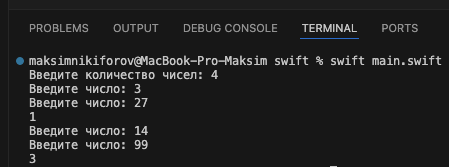 PROBLEMS OUTPUT DEBUG CONSOLE TERMINAL PORTS
maksimnikiforov@MacBook-Pro-Maksim swift % swift main.swift
Введите количество чисел: 4
Введите число: 3
Введите число: 27
1
Введите число: 14
Введите число: 99
3